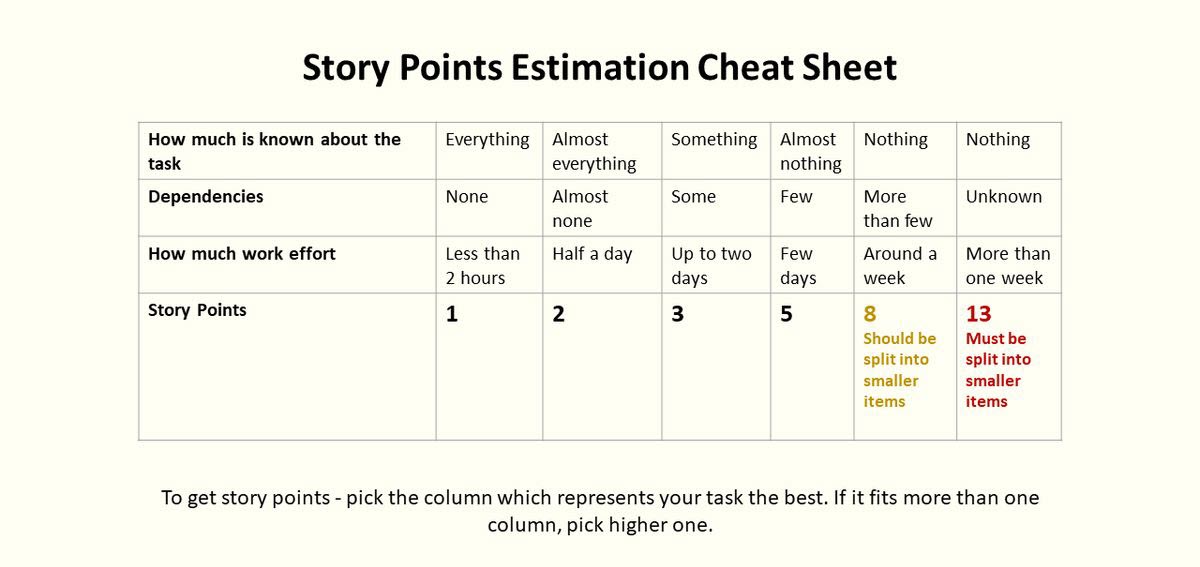 Story Points Estimation Cheat Sheet
How much is known about the
task
Everything
Almost
everything
Something
Almost
nothing
Nothing
Nothing
Dependencies
None
Almost
none
Some
Few
More
than few
Unknown
How much work effort
Less than
2 hours
Half a day
Up to two
days
Few
days
Around a
week
More than
one week
Story Points
1
2
3
5
8
Should be
split into
smaller
items
13
Must be
split into
smaller
items
To get story points - pick the column which represents your task the best. If it fits more than one
column, pick higher one.